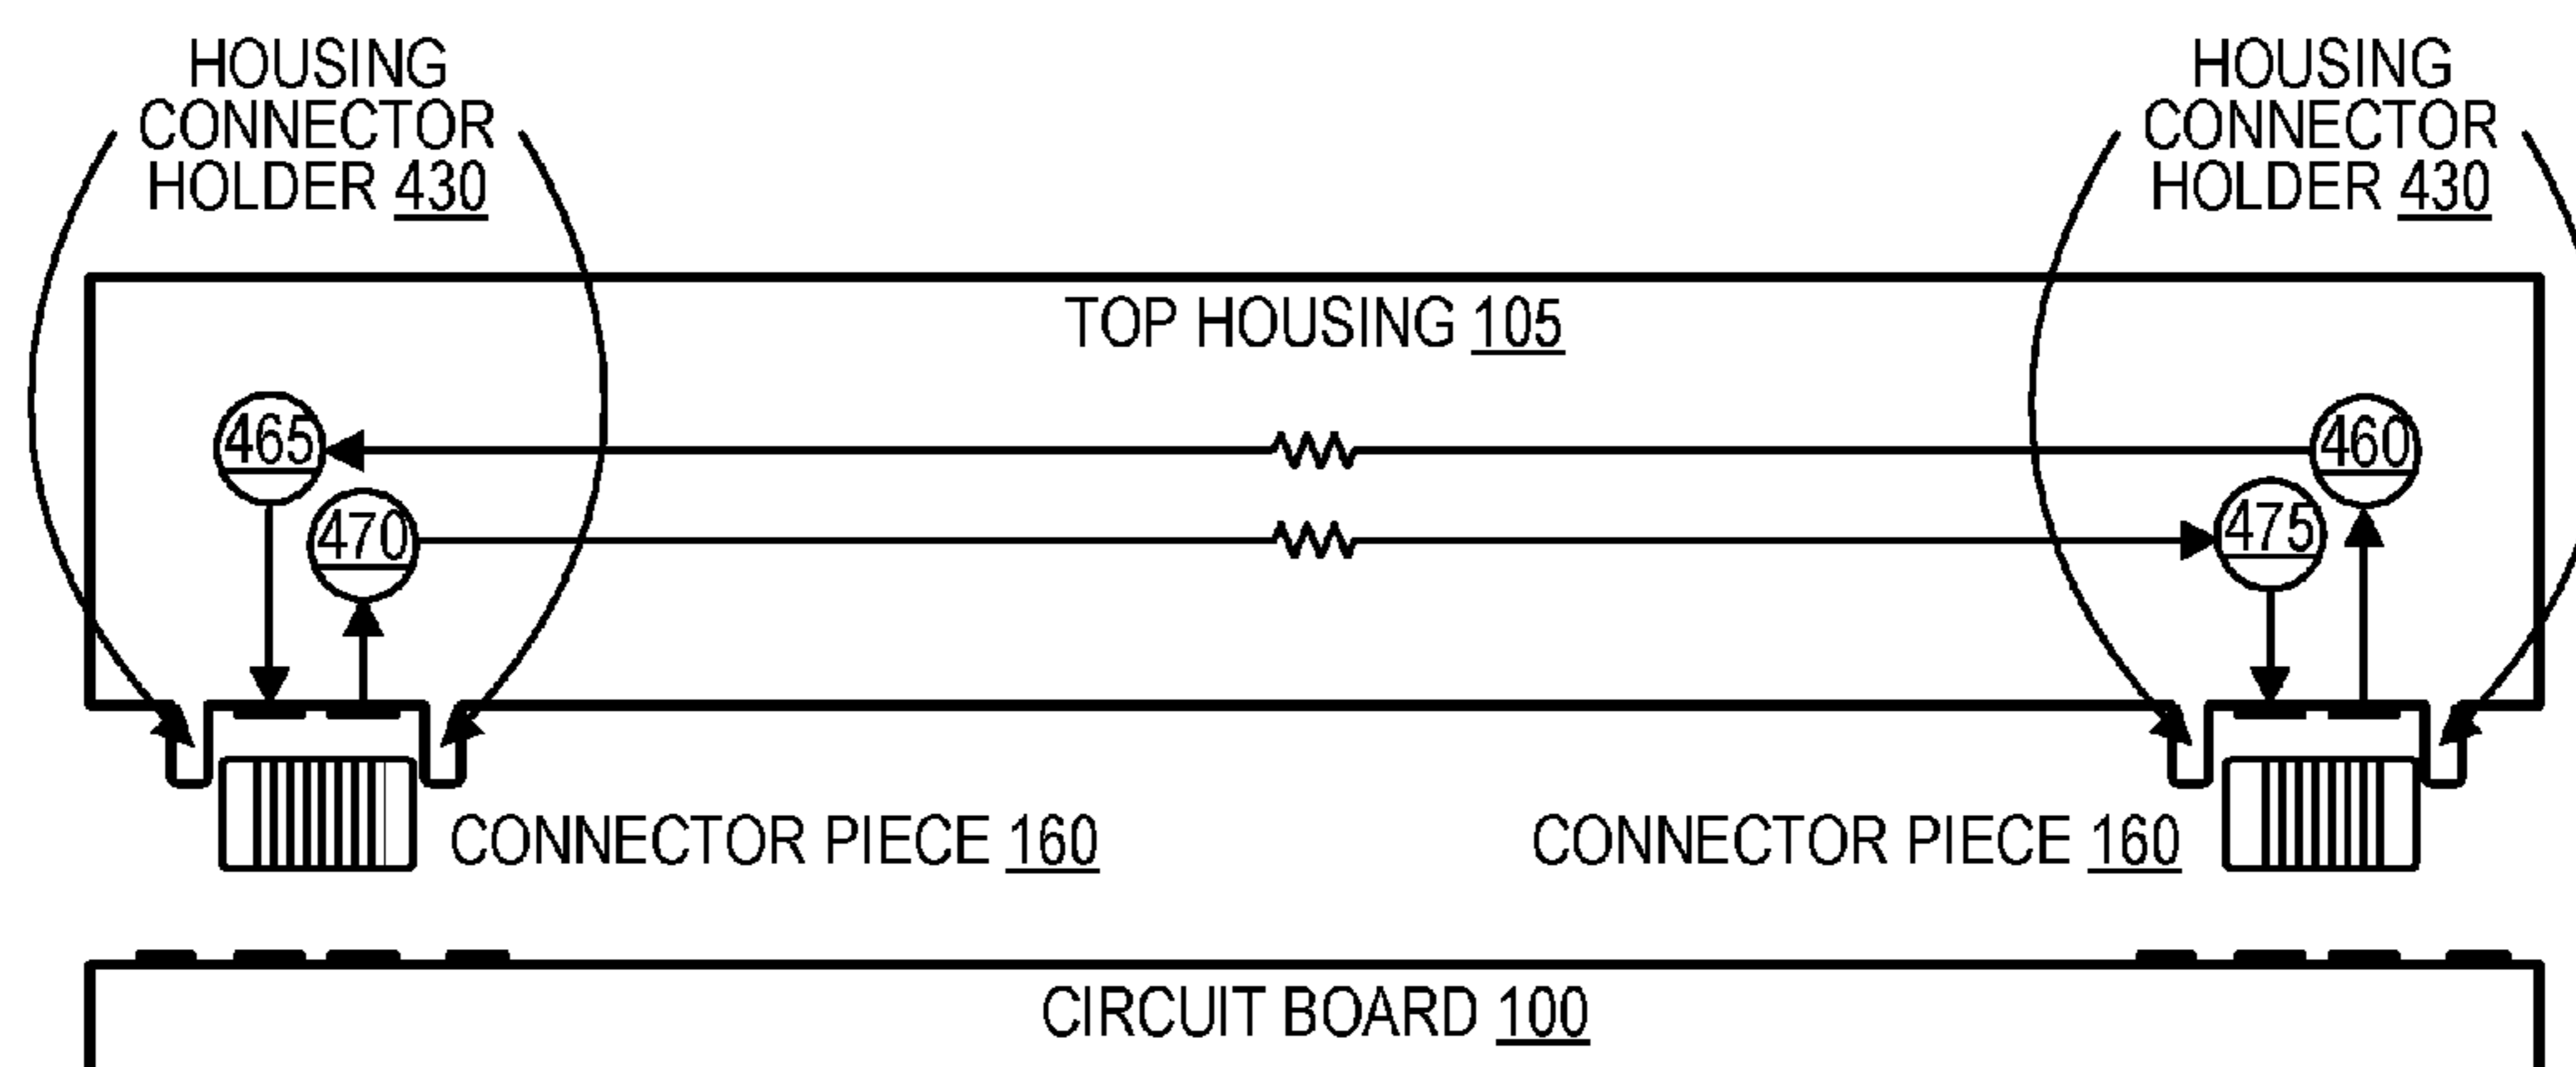 HOUSING
CONNECTOR
HOLDER 430
HOUSING
CONNECTOR
HOLDER 430
TOP HOUSING 105
465
460
470
475
CONNECTOR PIECE 160
CONNECTOR PIECE 160
CIRCUIT BOARD 100